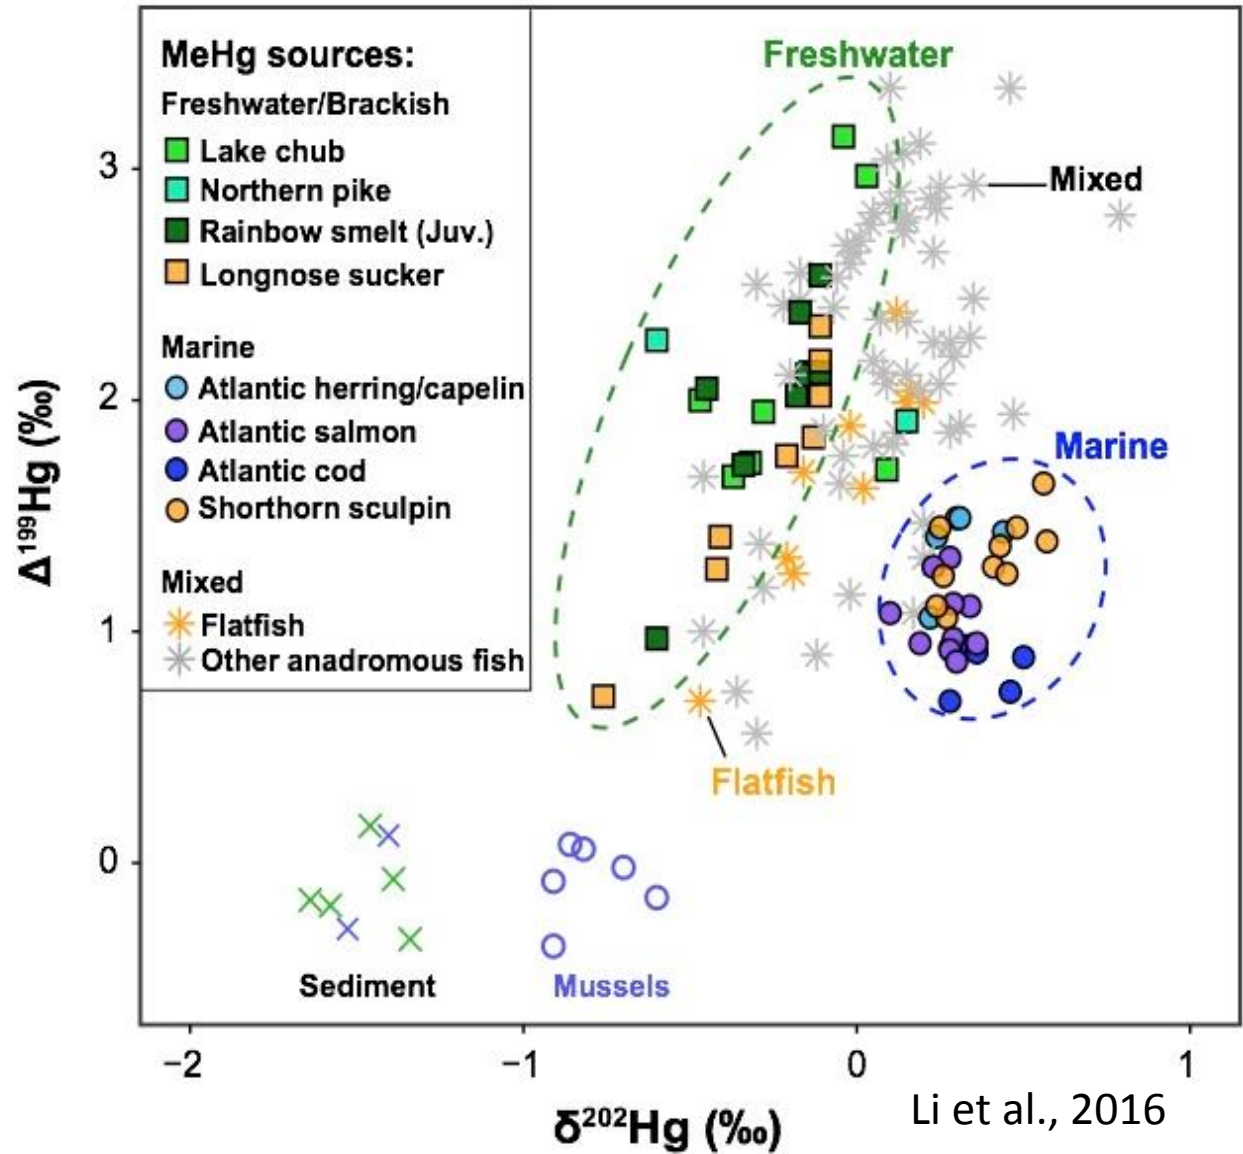 MeHg sources:
Freshwater/Brackish
Lake chub
Northern pike
Rainbow smelt (Juv.)
Longnose sucker
Marine
Atlantic herring/capelin
Atlantic salmon
Atlantic cod
Shorthorn sculpin
Mixed
Flatfish
Other anadromous fish
Freshwater
Mixed
Marine
Flatfish
Sediment
Mussels
3
2
1
0
Δ¹⁹⁹Hg (‰)
−2 −1 0 1
δ²⁰²Hg (‰)
Li et al., 2016